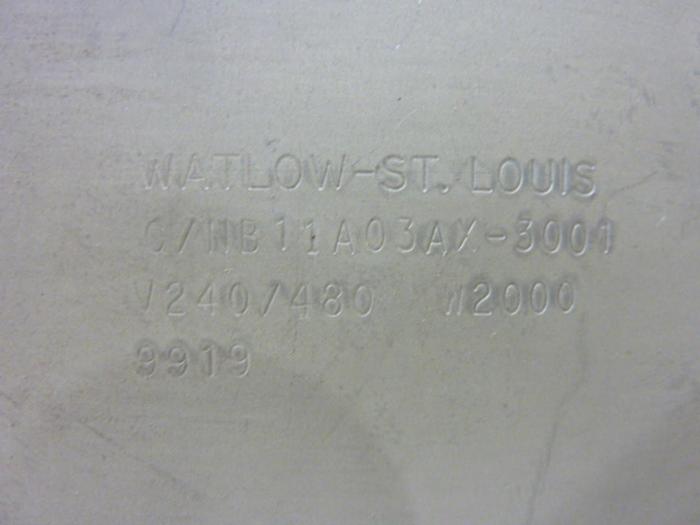 WATLOW-ST. LOUIS
C/NB11A03AX-3001
V240/480 W2000
9919